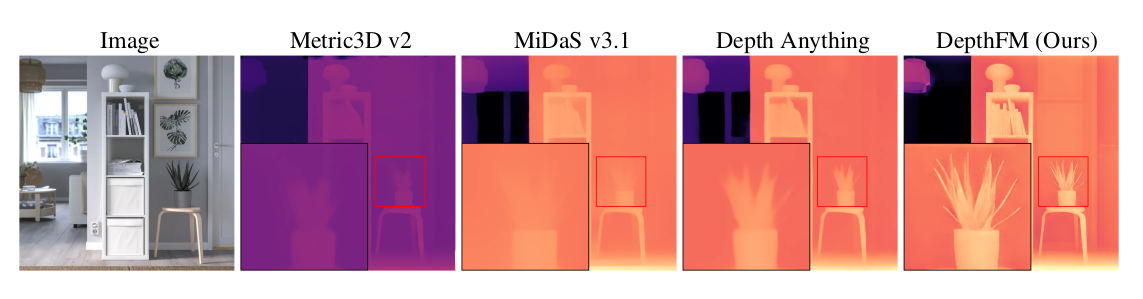 Image
Metric3D v2
MiDaS v3.1
Depth Anything
DepthFM (Ours)